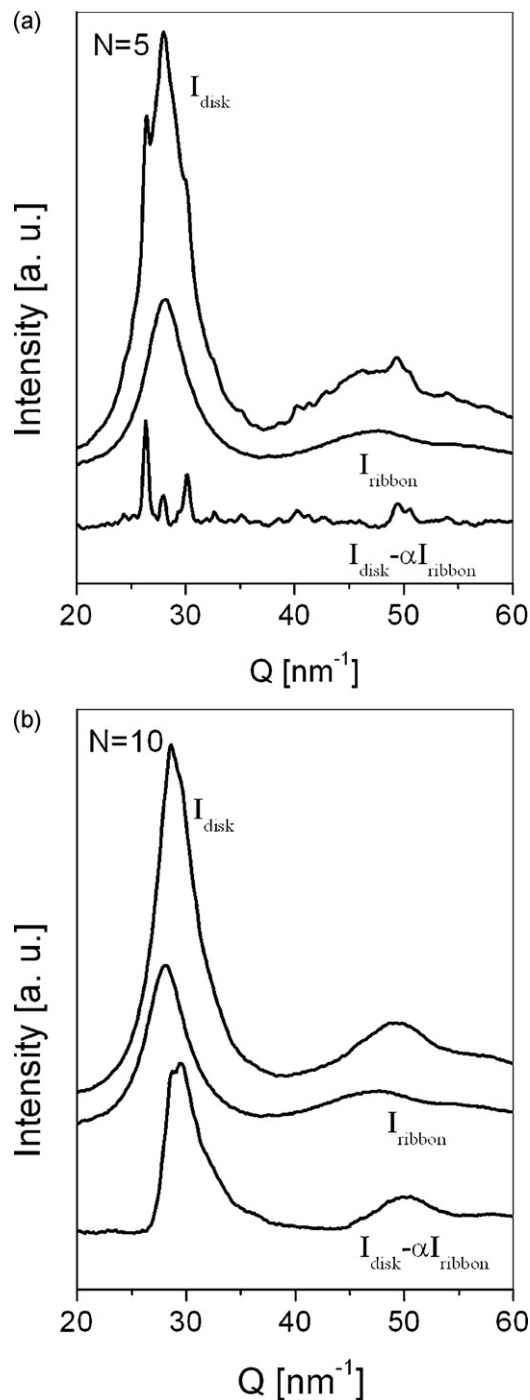 (a)
N=5
I_disk
I_ribbon
I_disk-αI_ribbon
Intensity [a. u.]
20 30 40 50 60
Q [nm⁻¹]
(b)
N=10
I_disk
I_ribbon
I_disk-αI_ribbon
Intensity [a. u.]
20 30 40 50 60
Q [nm⁻¹]